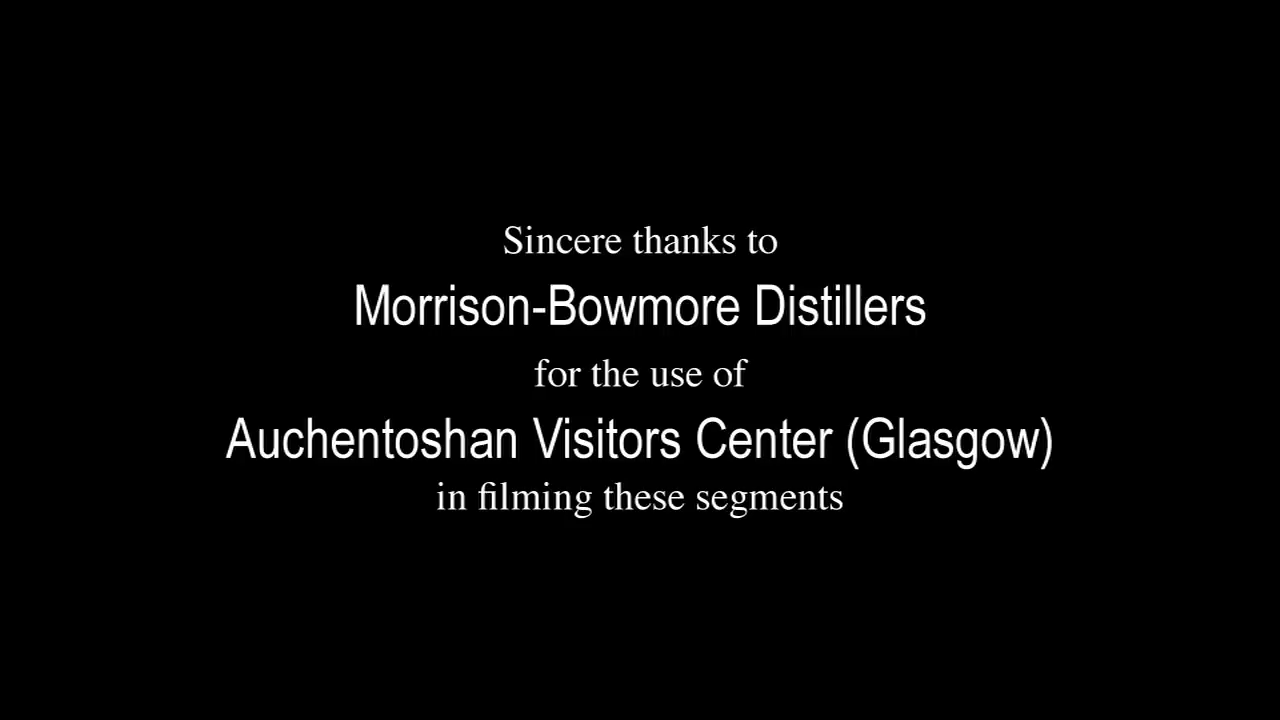 Sincere thanks to
Morrison-Bowmore Distillers
for the use of
Auchentoshan Visitors Center (Glasgow)
in filming these segments